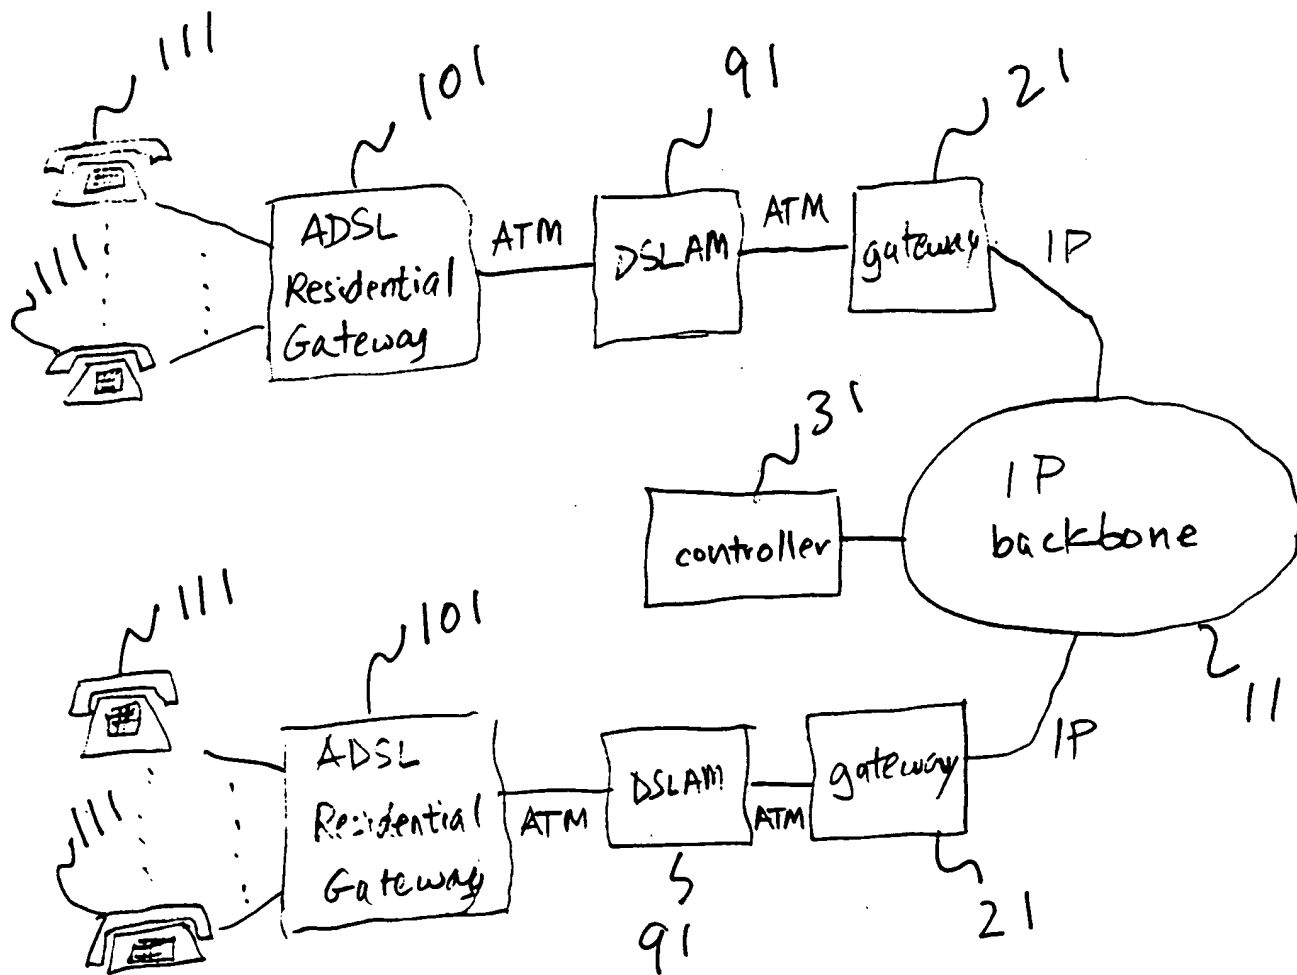 111
101
91
21
111
ADSL
Residential
Gateway
ATM
DSLAM
ATM
gateway
IP
31
controller
IP
backbone
11
111
101
111
ADSL
Residential
Gateway
ATM
DSLAM
ATM
gateway
IP
91
21